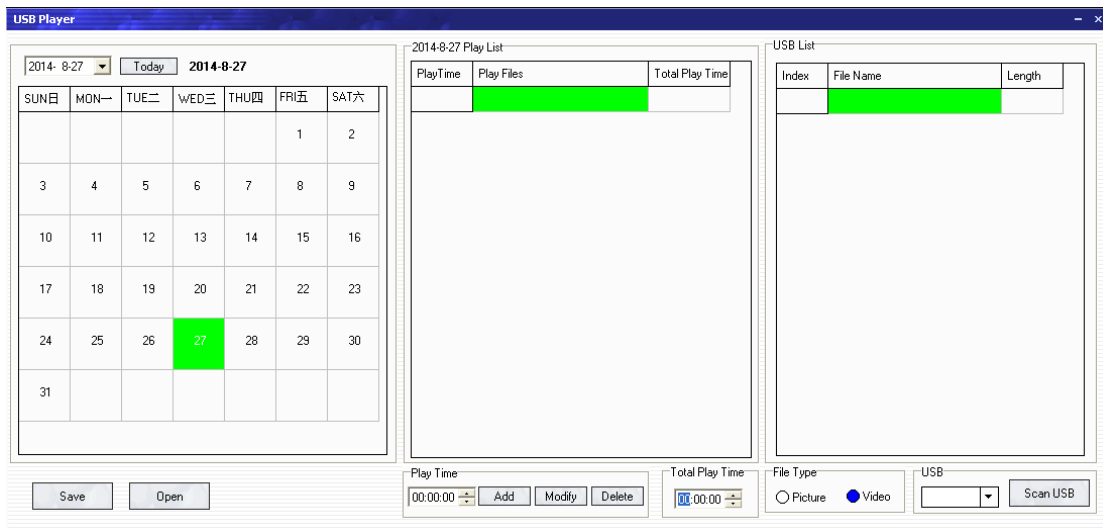 USB Player
2014- 8-27 Today 2014-8-27
SUN日 MON一 TUE二 WED三 THU四 FRI五 SAT六
1 2
3 4 5 6 7 8 9
10 11 12 13 14 15 16
17 18 19 20 21 22 23
24 25 26 27 28 29 30
31
Save Open
2014-8-27 Play List
PlayTime Play Files Total Play Time
Play Time
00:00:00 Add Modify Delete
Total Play Time
00:00:00
USB List
Index File Name Length
File Type
Picture Video
USB
Scan USB